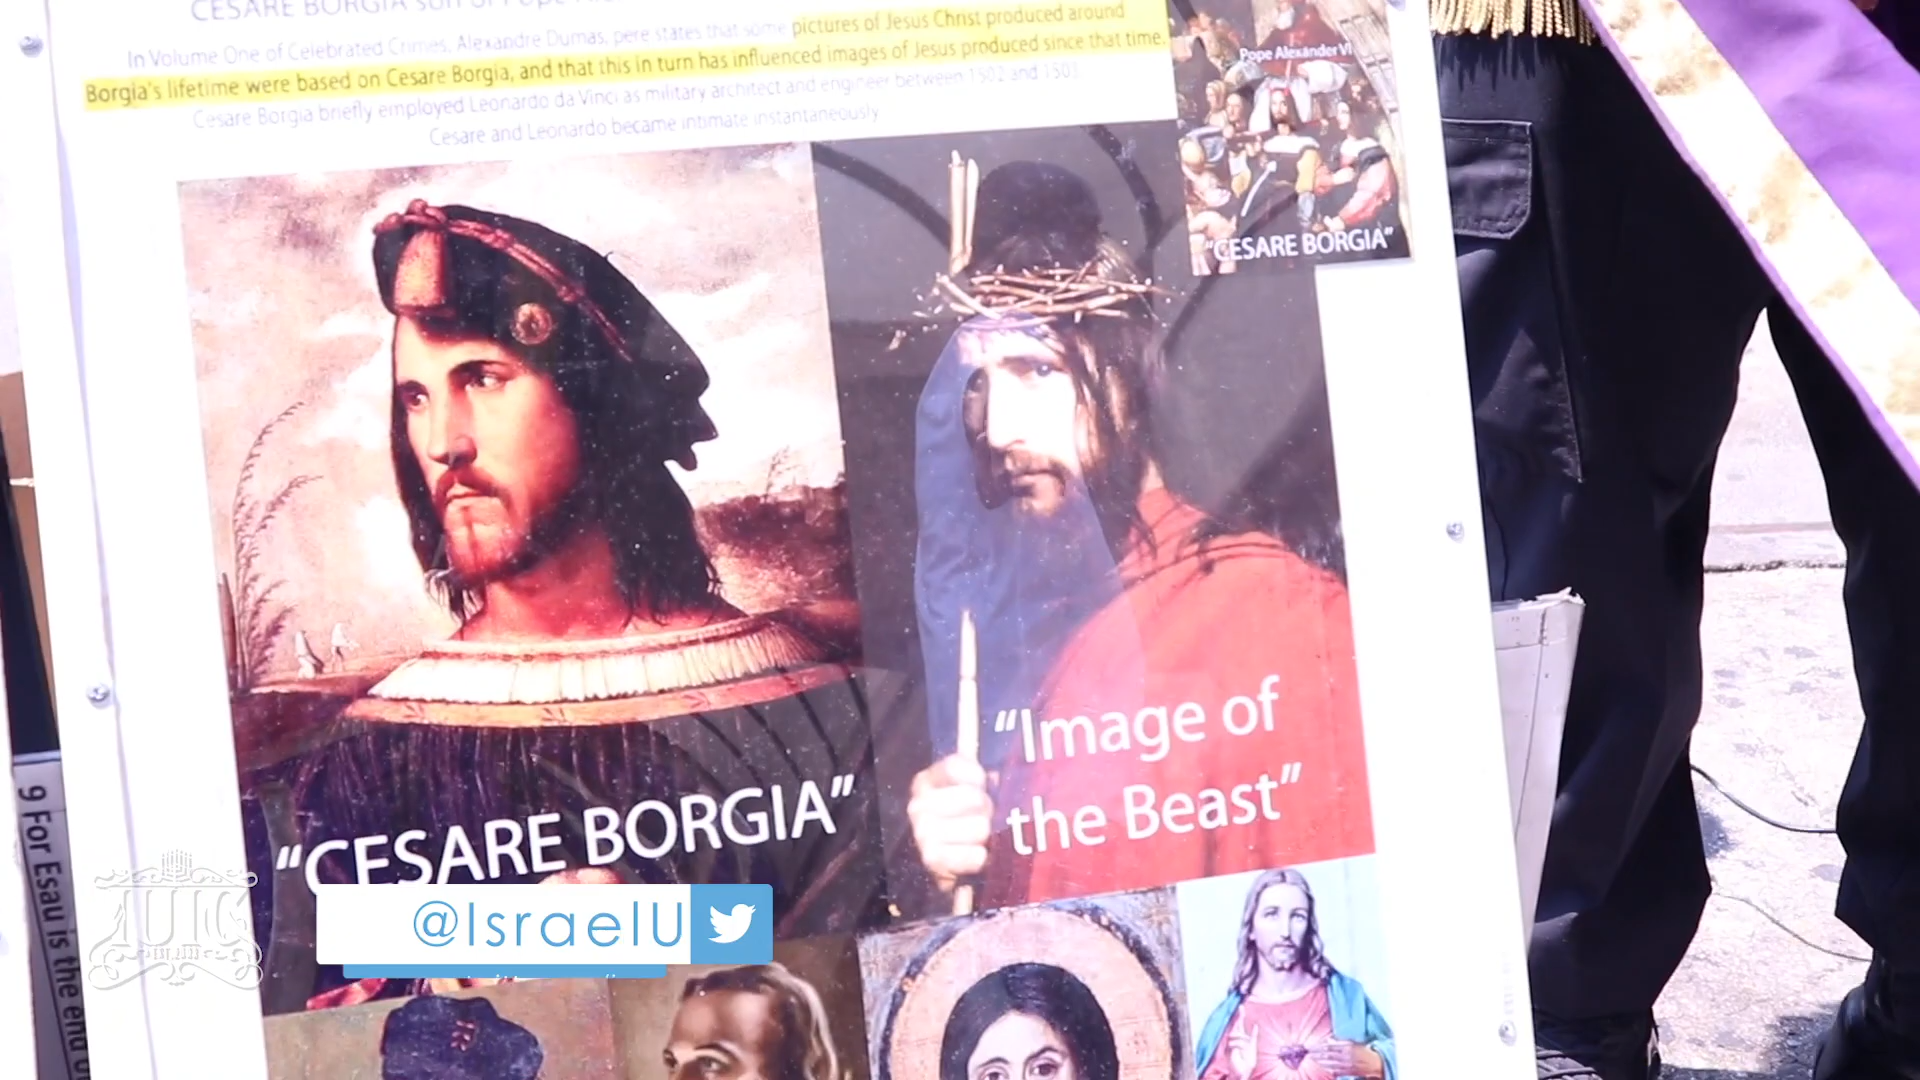 CESARE BORGIA son of Pope
In Volume One of Celebrated Crimes, Alexandre Dumas, pere states that some pictures of Jesus Christ produced around
Borgia's lifetime were based on Cesare Borgia, and that this in turn has influenced images of Jesus produced since that time.
Cesare Borgia briefly employed Leonardo da Vinci as military architect and engineer between 1502 and 1503.
Cesare and Leonardo became intimate instantaneously
Pope Alexander VI
"CESARE BORGIA"
"Image of
the Beast"
"CESARE BORGIA"
@IsraelU
IUIC
9 For Esau is the end o